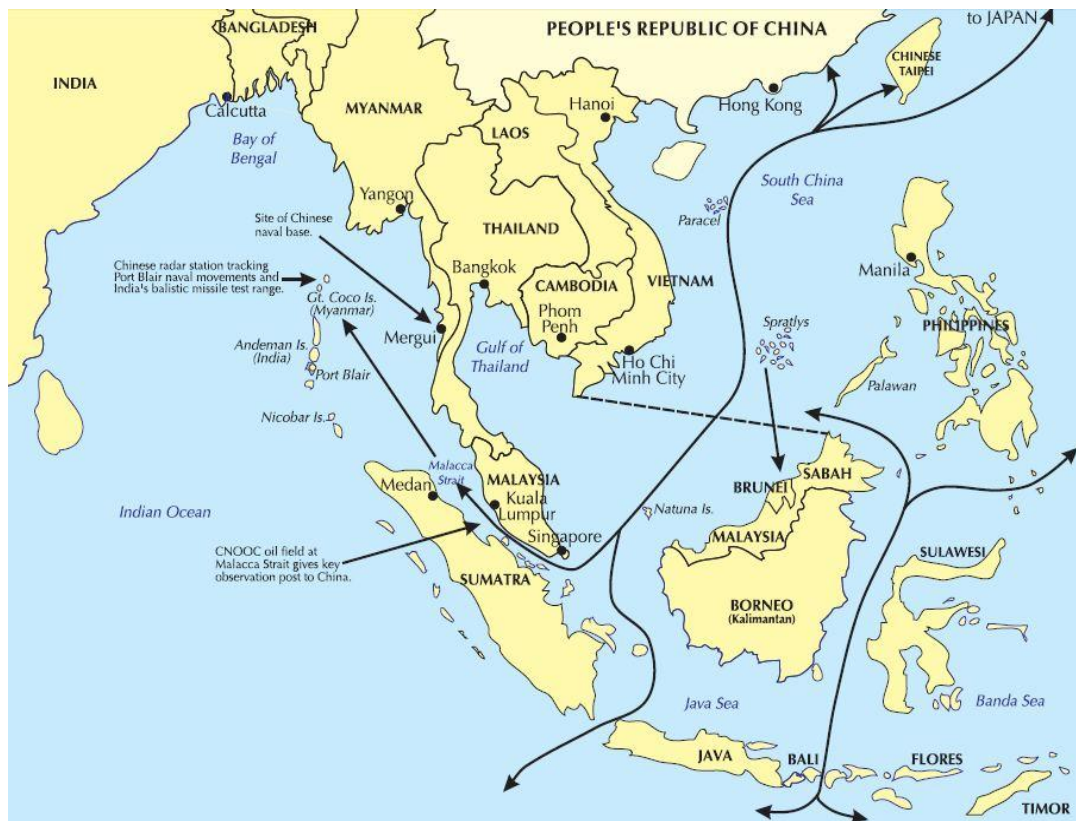 to JAPAN
PEOPLE'S REPUBLIC OF CHINA
BANGLADESH
CHINESE
TAIPEI
INDIA
Calcutta
MYANMAR
Hanoi
Hong Kong
LAOS
Bay of
Bengal
South China
Sea
Yangon
Paracel
Site of Chinese
naval base.
THAILAND
Manila
Chinese radar station tracking
Port Blair naval movements and
India's ballistic missile test range.
Bangkok
CAMBODIA
VIETNAM
Gt. Coco Is.
(Myanmar)
Phom
Penh
Spratlys
PHILIPPINES
Mergui
Andeman Is.
(India)
Gulf of
Thailand
Ho Chi
Minh City
Port Blair
Palawan
Nicobar Is.
Malacca
Strait
MALAYSIA
SABAH
Medan
BRUNEI
Kuala
Lumpur
Natuna Is.
Indian Ocean
Singapore
MALAYSIA
CNOOC oil field at
Malacca Strait gives key
observation post to China.
SULAWESI
SUMATRA
BORNEO
(Kalimantan)
Java Sea
Banda Sea
JAVA
BALI
FLORES
TIMOR